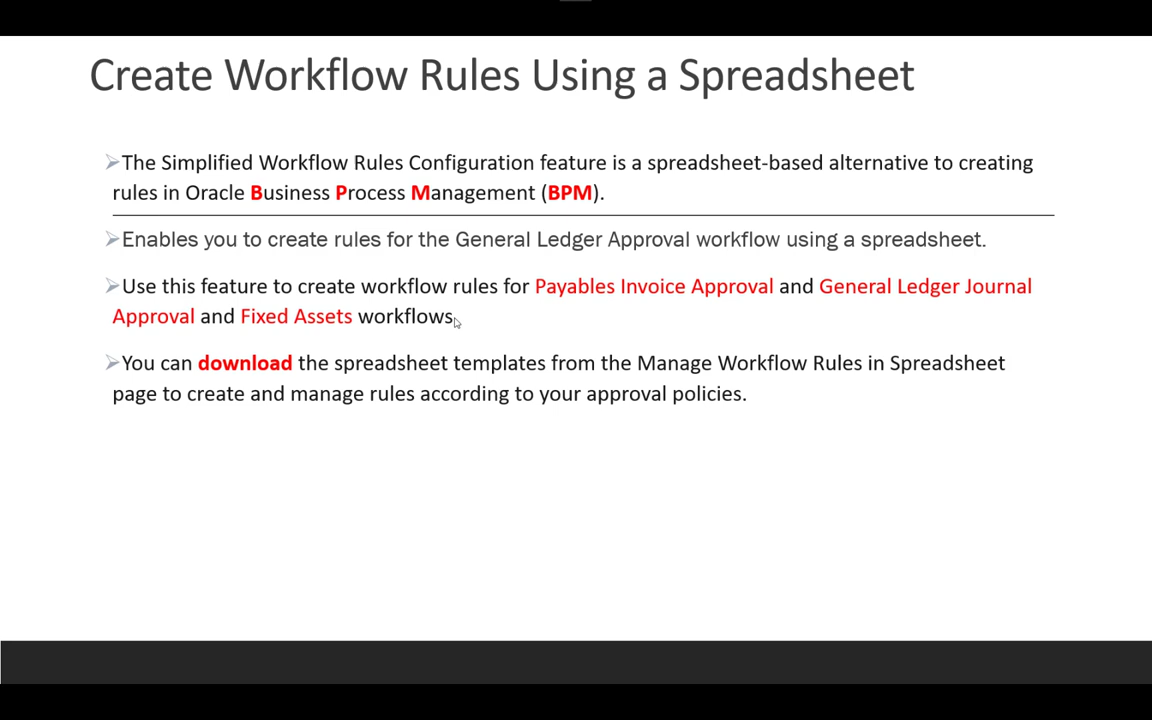 Create Workflow Rules Using a Spreadsheet
➢The Simplified Workflow Rules Configuration feature is a spreadsheet-based alternative to creating
rules in Oracle Business Process Management (BPM).
➢Enables you to create rules for the General Ledger Approval workflow using a spreadsheet.
➢Use this feature to create workflow rules for Payables Invoice Approval and General Ledger Journal
Approval and Fixed Assets workflows.
➢You can download the spreadsheet templates from the Manage Workflow Rules in Spreadsheet
page to create and manage rules according to your approval policies.